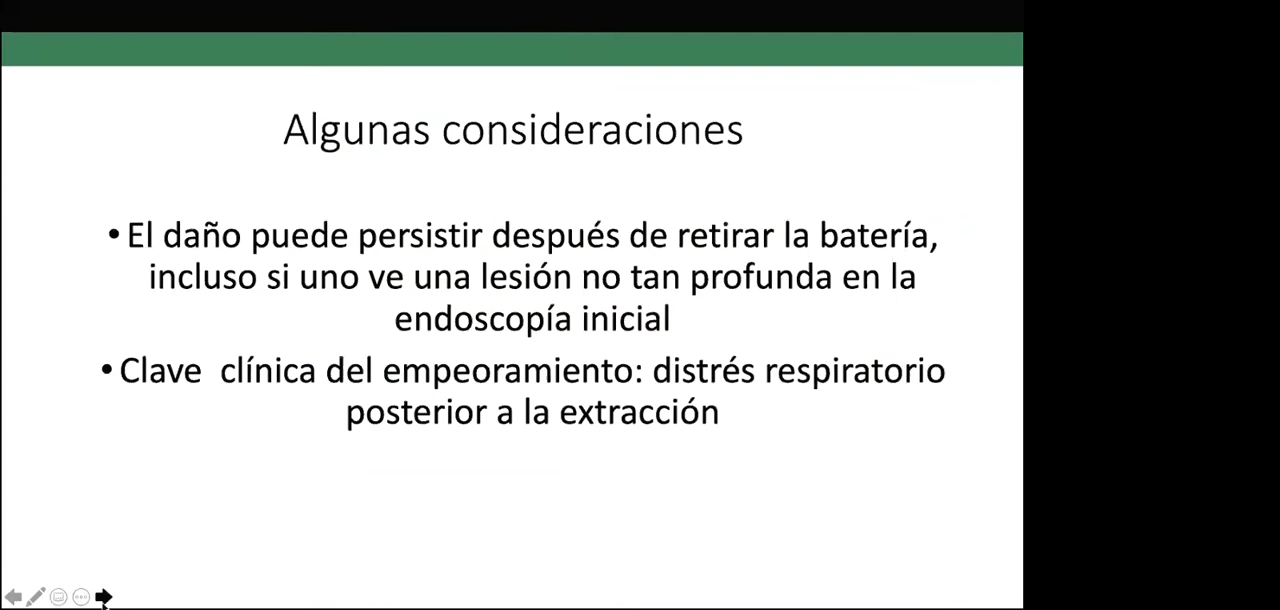 Algunas consideraciones
•El daño puede persistir después de retirar la batería,
incluso si uno ve una lesión no tan profunda en la
endoscopía inicial
•Clave  clínica del empeoramiento: distrés respiratorio
posterior a la extracción